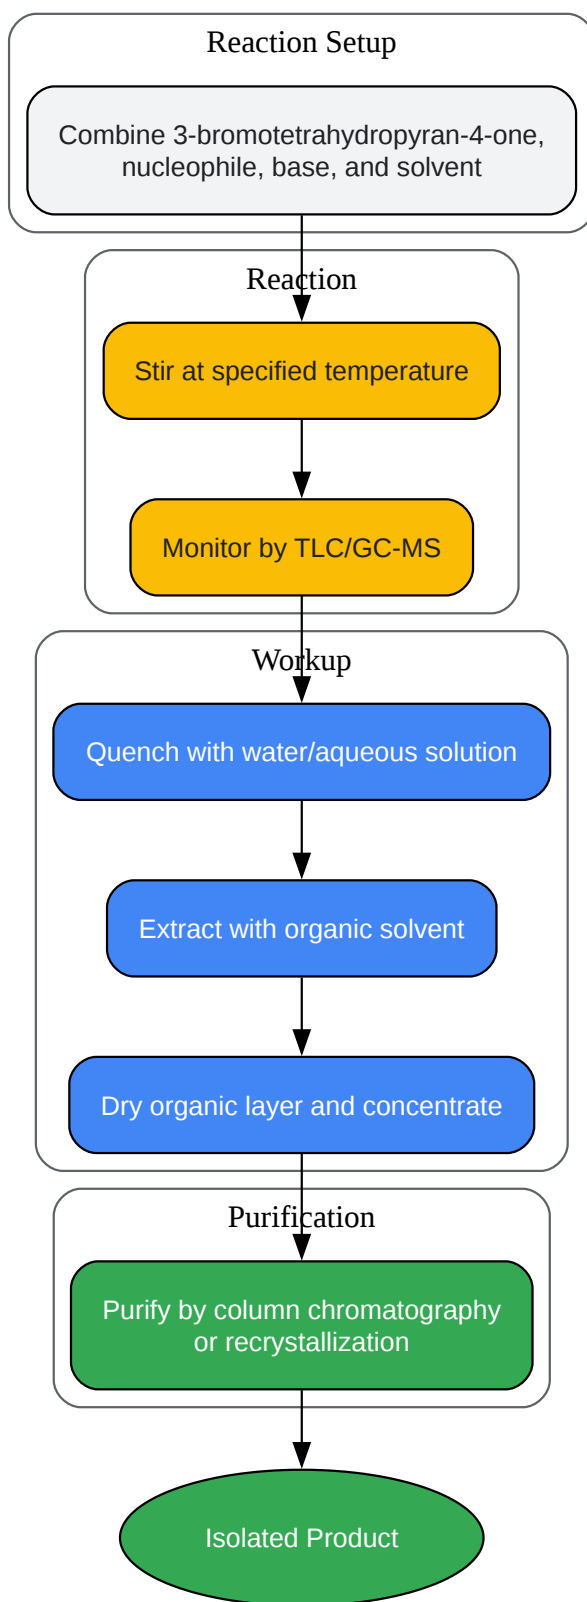 Reaction Setup
Combine 3-bromotetrahydropyran-4-one,
nucleophile, base, and solvent
Reaction
Stir at specified temperature
Monitor by TLC/GC-MS
Workup
Quench with water/aqueous solution
Extract with organic solvent
Dry organic layer and concentrate
Purification
Purify by column chromatography
or recrystallization
Isolated Product